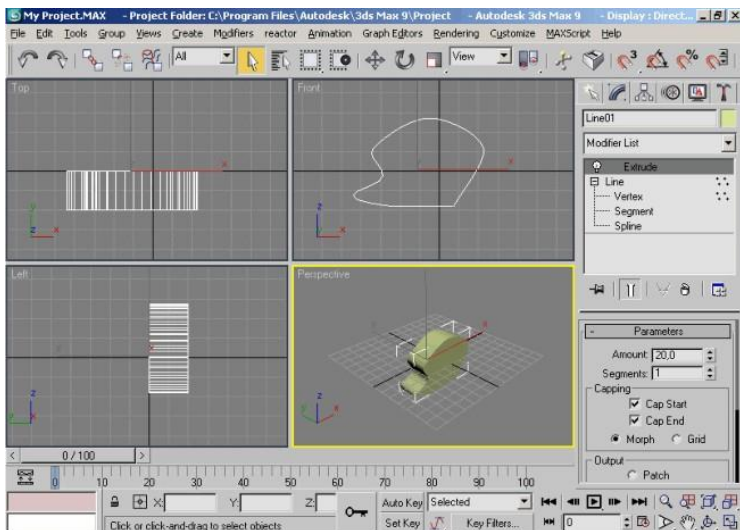 My Project.MAX - Project Folder: C:\Program Files\Autodesk\3ds Max 9\Project - Autodesk 3ds Max 9 - Display : Direct...
File Edit Tools Group Views Create Modifiers reactor Animation Graph Editors Rendering Customize MAXScript Help
All View
Top Front
Line01
Modifier List
Extrude
Line
Vertex
Segment
Spline
Left Perspective
Parameters
Amount: 20,0
Segments: 1
Capping
Cap Start
Cap End
Morph Grid
Output
Patch
0 / 100
0 10 20 30 40 50 60 70 80 90 100
X: Y: Z: Auto Key Selected
Click or click-and-drag to select objects Set Key Key Filters... 0